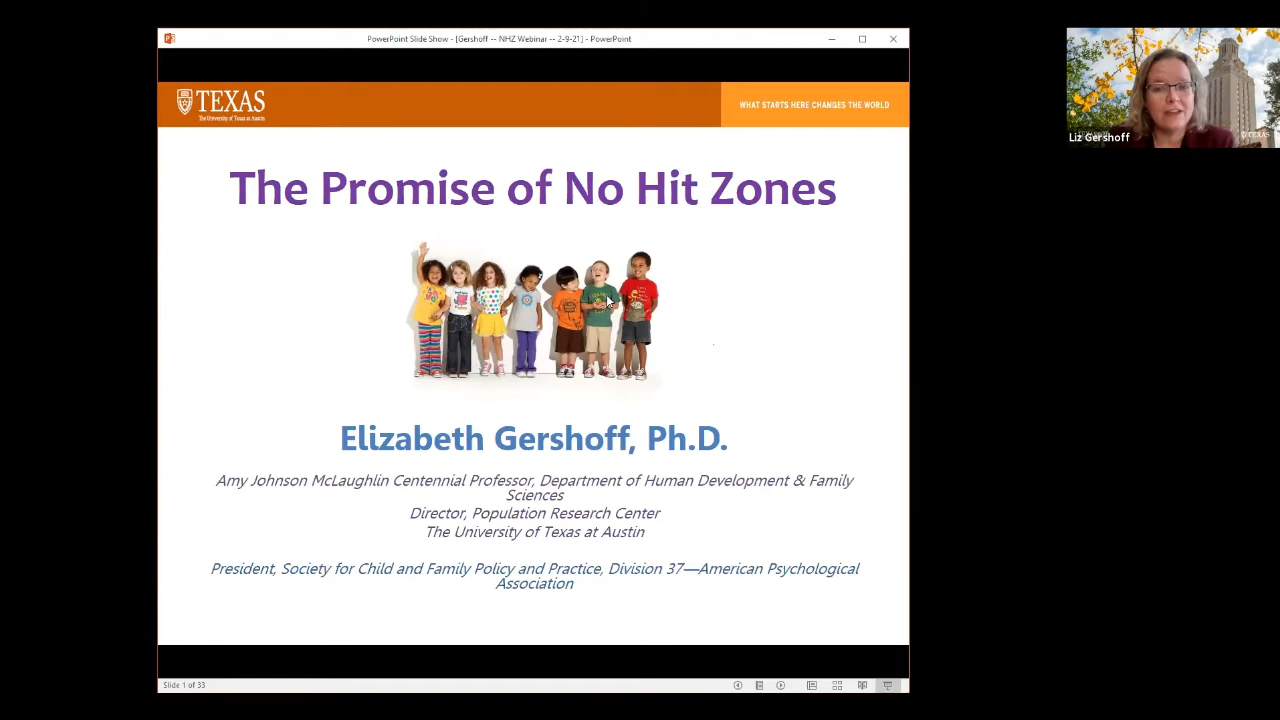 PowerPoint Slide Show - [Gershoff -- NHZ Webinar -- 2-9-21] - PowerPoint
TEXAS
The University of Texas at Austin
WHAT STARTS HERE CHANGES THE WORLD
Liz Gershoff
TEXAS
The Promise of No Hit Zones
Elizabeth Gershoff, Ph.D.
Amy Johnson McLaughlin Centennial Professor, Department of Human Development & Family
Sciences
Director, Population Research Center
The University of Texas at Austin
President, Society for Child and Family Policy and Practice, Division 37—American Psychological
Association
Slide 1 of 33